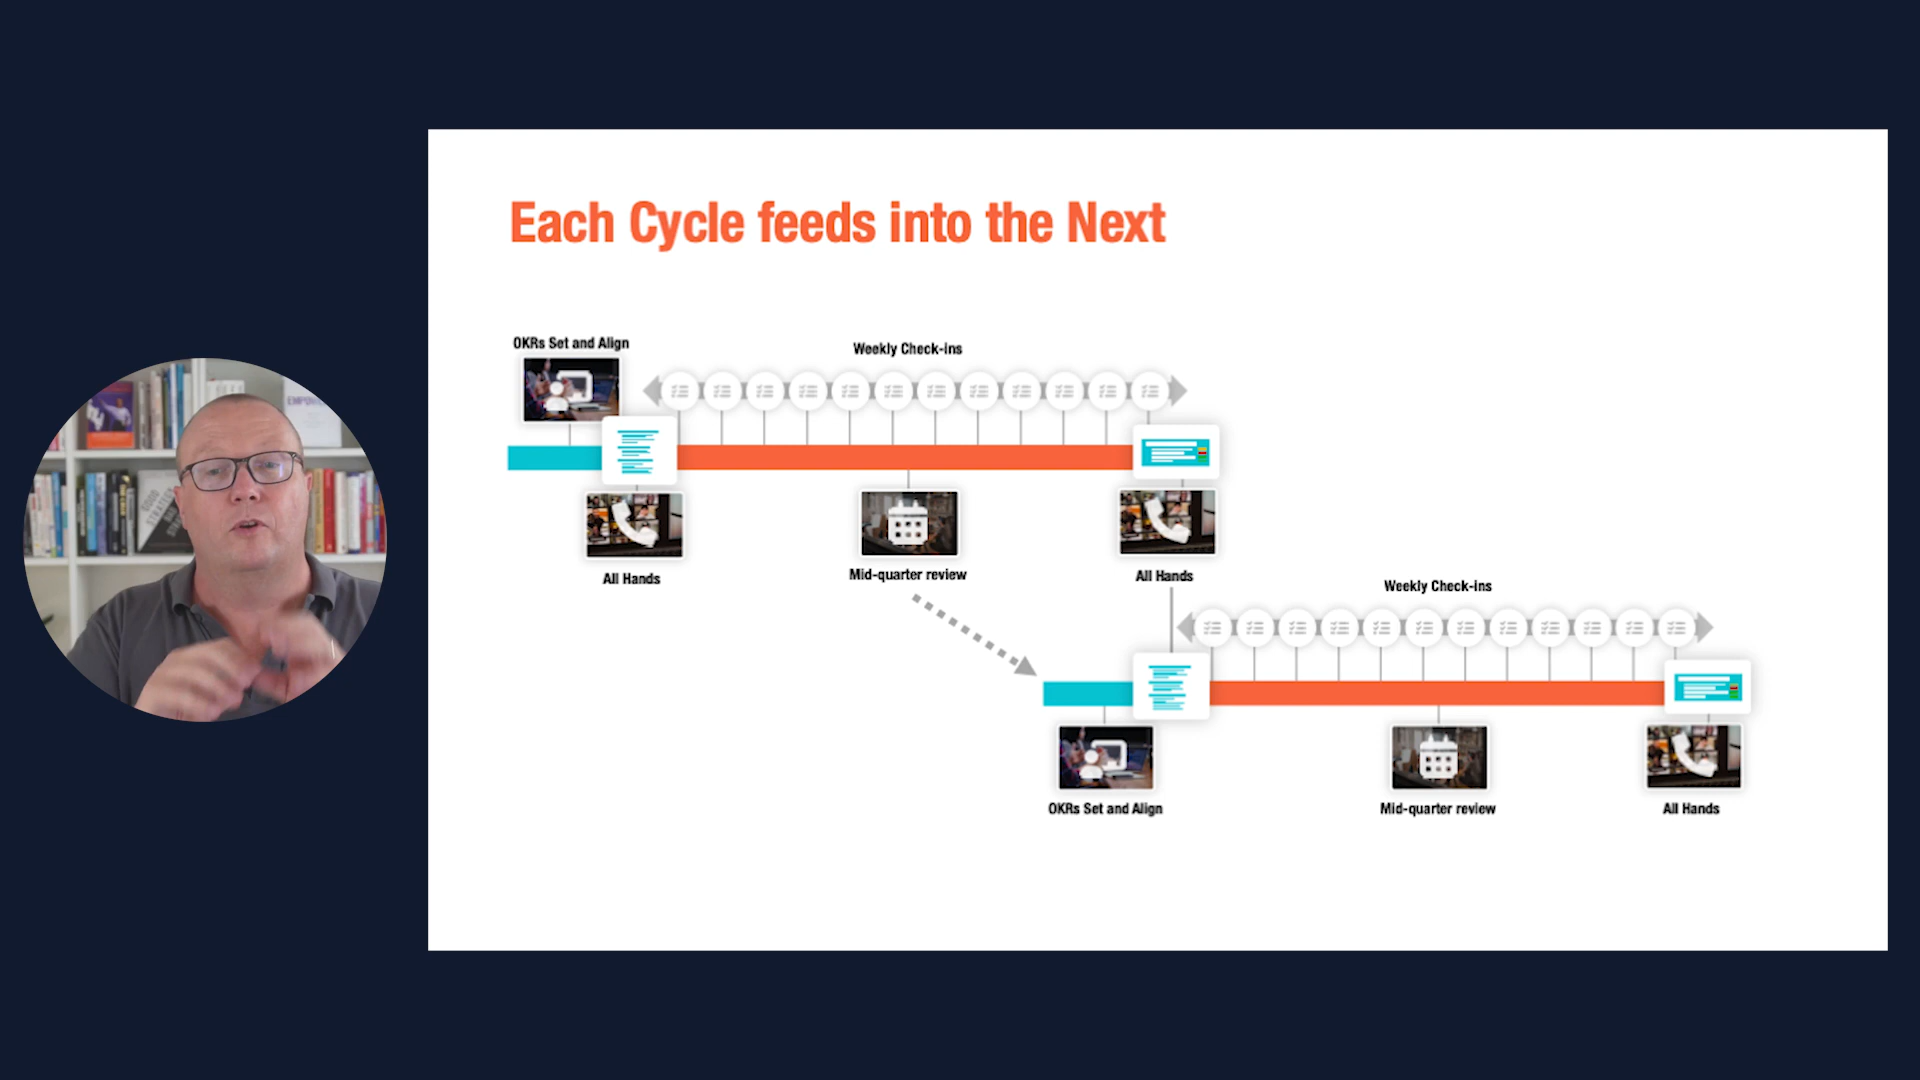 Each Cycle feeds into the Next
OKRs Set and Align
Weekly Check-ins
All Hands
Mid-quarter review
All Hands
Weekly Check-ins
OKRs Set and Align
Mid-quarter review
All Hands
GOOD